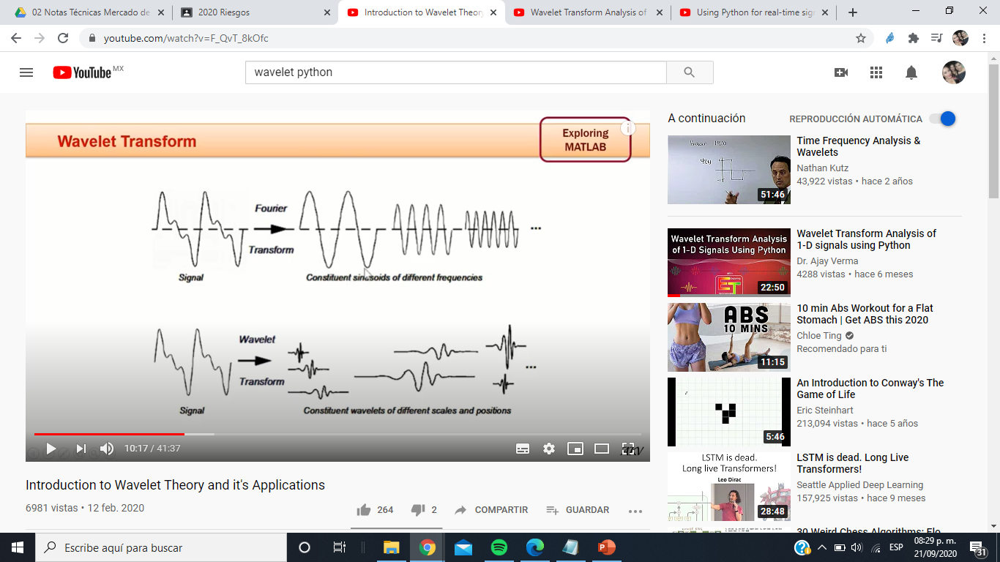 02 Notas Técnicas Mercado de
2020 Riesgos
Introduction to Wavelet Theory
Wavelet Transform Analysis of
Using Python for real-time sig
youtube.com/watch?v=F_QvT_8kOfc
YouTube MX
wavelet python
Wavelet Transform
Exploring
MATLAB
i
Fourier
Transform
...
Signal
Constituent sinusoids of different frequencies
Wavelet
Transform
...
Signal
Constituent wavelets of different scales and positions
10:17 / 41:37
Introduction to Wavelet Theory and it's Applications
6981 vistas • 12 feb. 2020
264
2
COMPARTIR
GUARDAR
A continuación
REPRODUCCIÓN AUTOMÁTICA
Haar 1910
51:46
Time Frequency Analysis &
Wavelets
Nathan Kutz
43,922 vistas • hace 2 años
Wavelet Transform Analysis
of 1-D Signals Using Python
ET
22:50
Wavelet Transform Analysis of
1-D signals using Python
Dr. Ajay Verma
4288 vistas • hace 6 meses
ABS
10 MINS
11:15
10 min Abs Workout for a Flat
Stomach | Get ABS this 2020
Chloe Ting
Recomendado para ti
5:46
An Introduction to Conway's The
Game of Life
Eric Steinhart
213,094 vistas • hace 5 años
LSTM is dead.
Long live Transformers!
Leo Dirac
28:48
LSTM is dead. Long Live
Transformers!
Seattle Applied Deep Learning
157,925 vistas • hace 9 meses
30 Weird Chess Algorithms: Elo
Escribe aquí para buscar
ESP
08:29 p. m.
21/09/2020
31